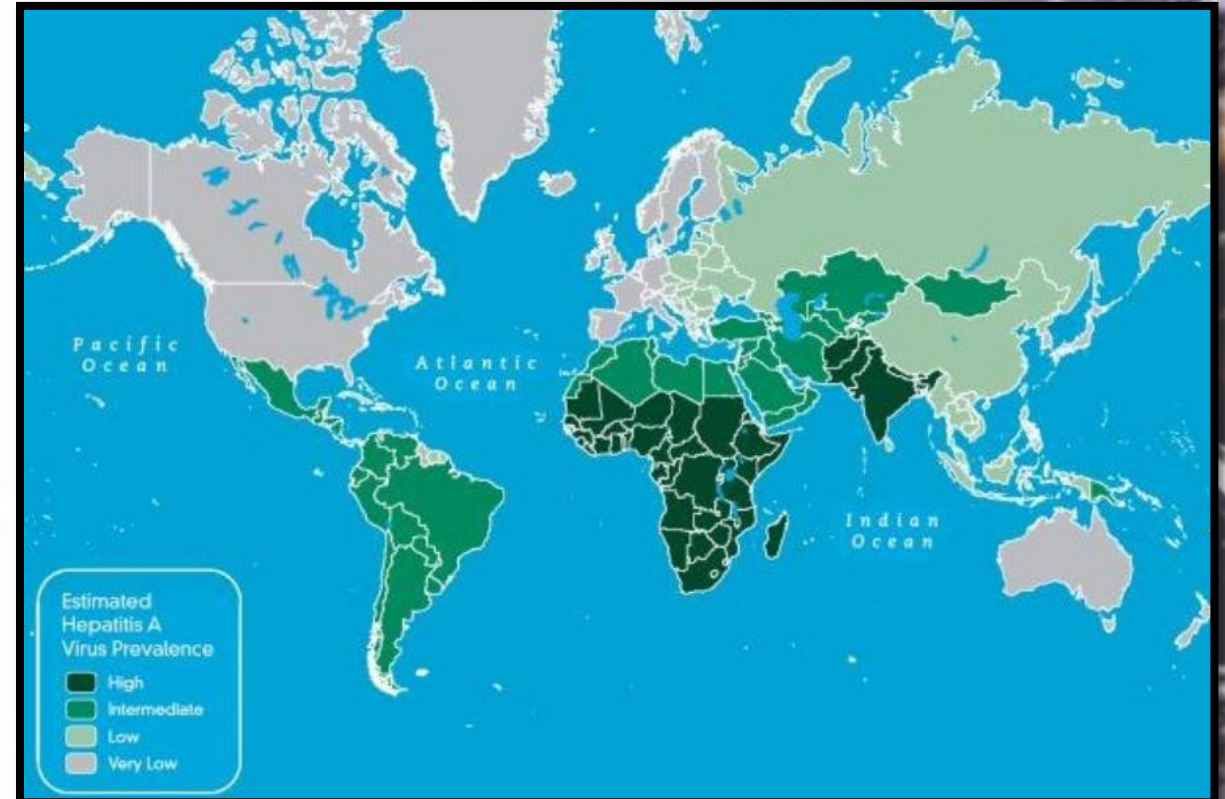 Pacific
Ocean
Atlantic
Ocean
Indian
Ocean
Estimated
Hepatitis A
Virus Prevalence
High
Intermediate
Low
Very Low